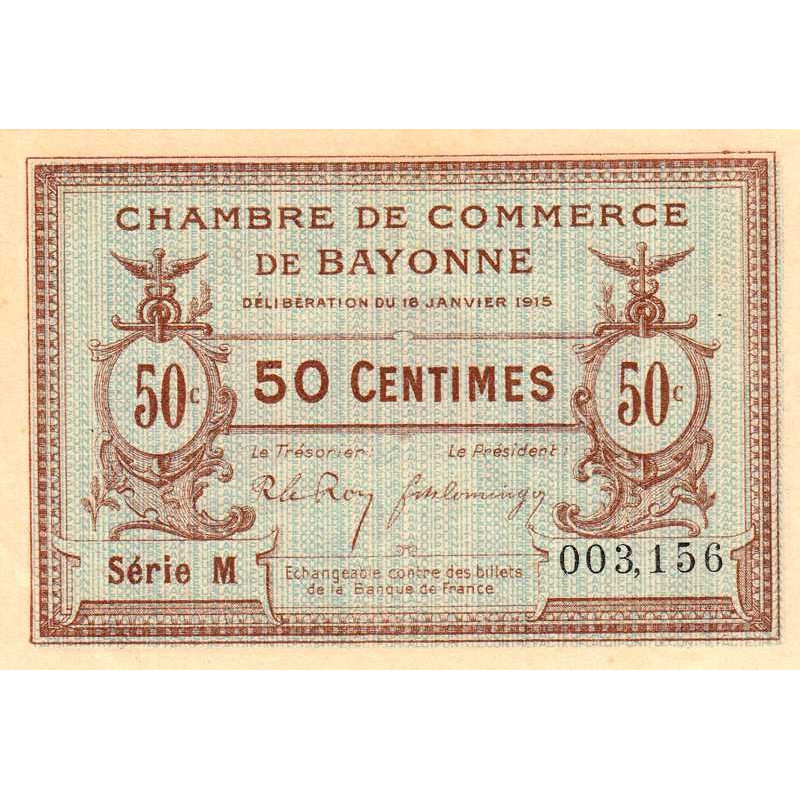 CHAMBRE DE COMMERCE
DE BAYONNE
DÉLIBÉRATION DU 16 JANVIER 1915
50c
50 CENTIMES
50c
Le Trésorier:
Le Président:
Série M
003,156
Echangeable contre des billets
de la Banque de France